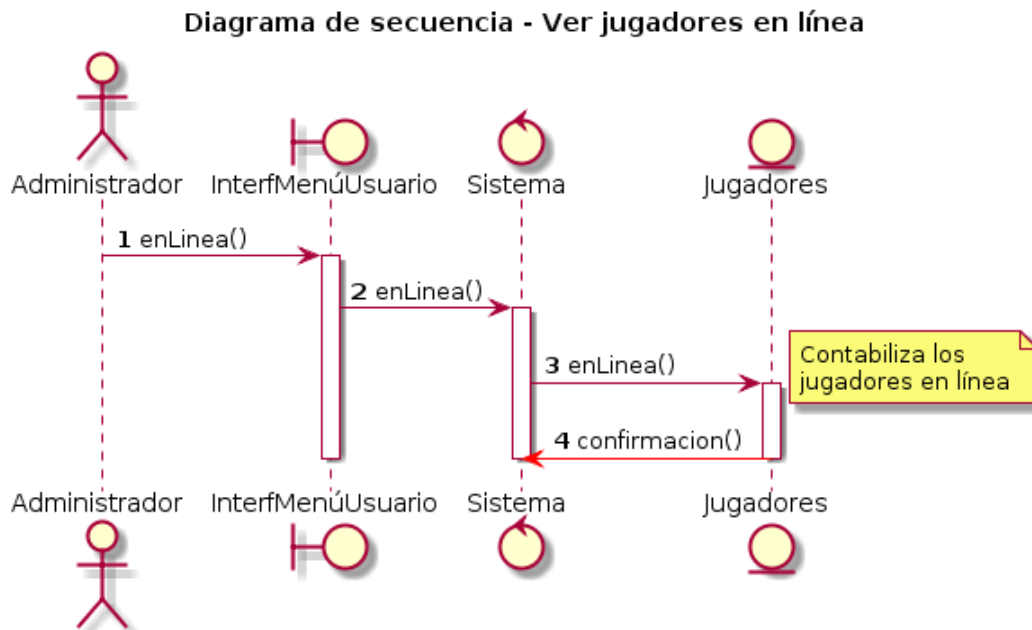 Diagrama de secuencia - Ver jugadores en línea
Administrador
InterfMenúUsuario
Sistema
Jugadores
1 enLinea()
2 enLinea()
3 enLinea()
Contabiliza los
jugadores en línea
4 confirmacion()
Administrador
InterfMenúUsuario
Sistema
Jugadores